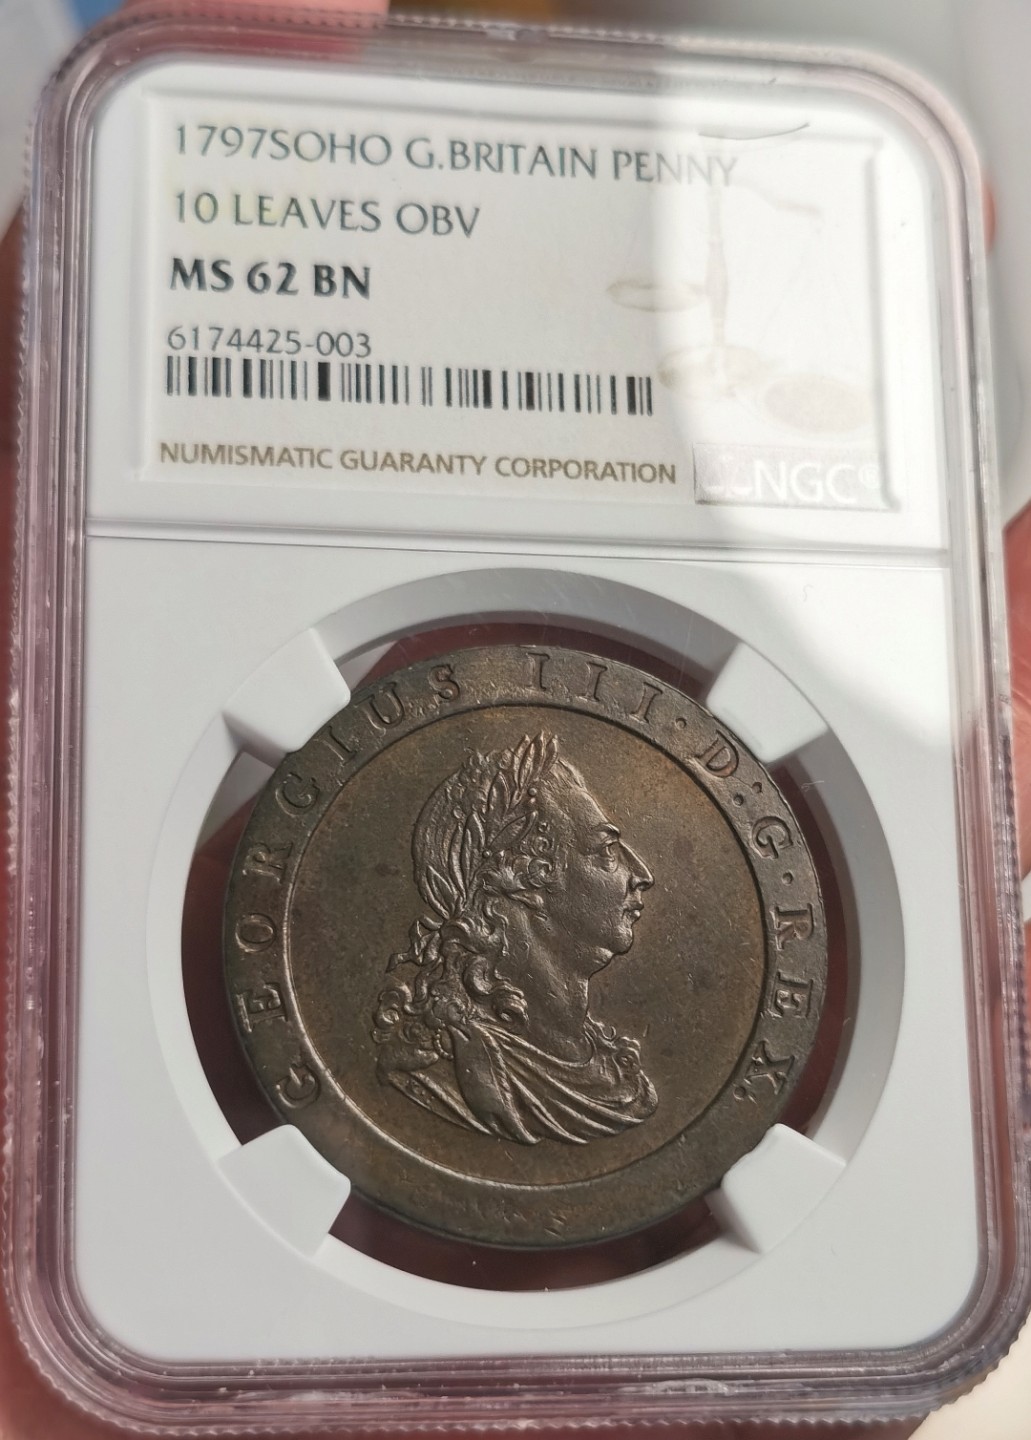 1797SOHO G.BRITAIN PENNY
10 LEAVES OBV
MS 62 BN
6174425-003
NUMISMATIC GUARANTY CORPORATION
NGC®
GEORGIUS III·D:G·REX.